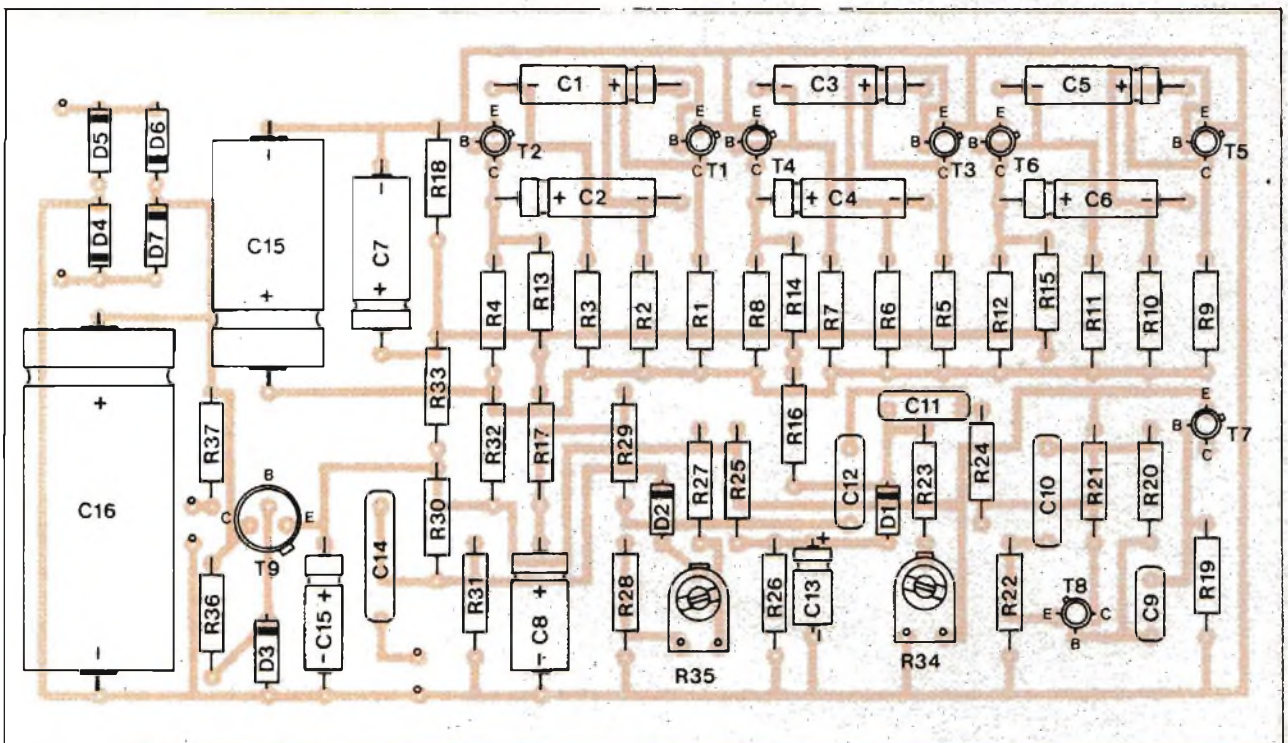 - C1 +
- C3 +
- C5 +
E
E
E
E
E
E
D5
D6
B
T2
B
T1
B
T4
B
T3
B
T6
B
T5
C
C
C
C
C
C
-
-
R18
+ C2 -
+ C4 -
+ C6 -
D4
D7
C15
C7
+
+
R4
R13
R3
R2
R1
R8
R14
R7
R6
R5
R12
R15
R11
R10
R9
+
R37
R33
R32
R17
R29
R27
R25
R16
C12
C11
R23
R24
C10
R21
R20
E
B
T7
C
C16
B
C
E
T9
C14
R30
D2
D1
R36
D3
- C15 +
R31
- C8 +
R28
R35
R26
- C13 +
+
R34
R22
T8
E
C
B
C9
R19
-